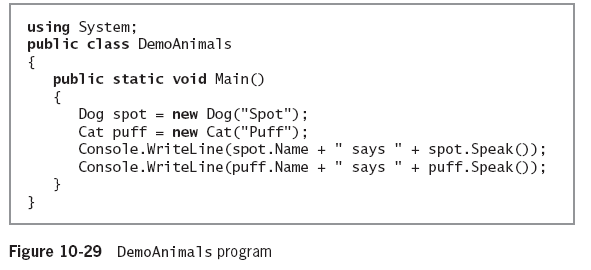 using System;
public class DemoAnimals
{
public static void Main()
{
Dog spot = new Dog("Spot");
Cat puff = new Cat("Puff");
Console.WriteLine(spot.Name + " says " + spot.Speak());
Console.WriteLine(puff.Name + " says " + puff.Speak());
}
}
Figure 10-29 DemoAnimals program